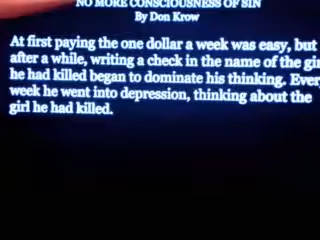 NO MORE CONSCIOUSNESS OF SIN
By Don Krow
At first paying the one dollar a week was easy, but
after a while, writing a check in the name of the gir
he had killed began to dominate his thinking. Ever
week he went into depression, thinking about the
girl he had killed.